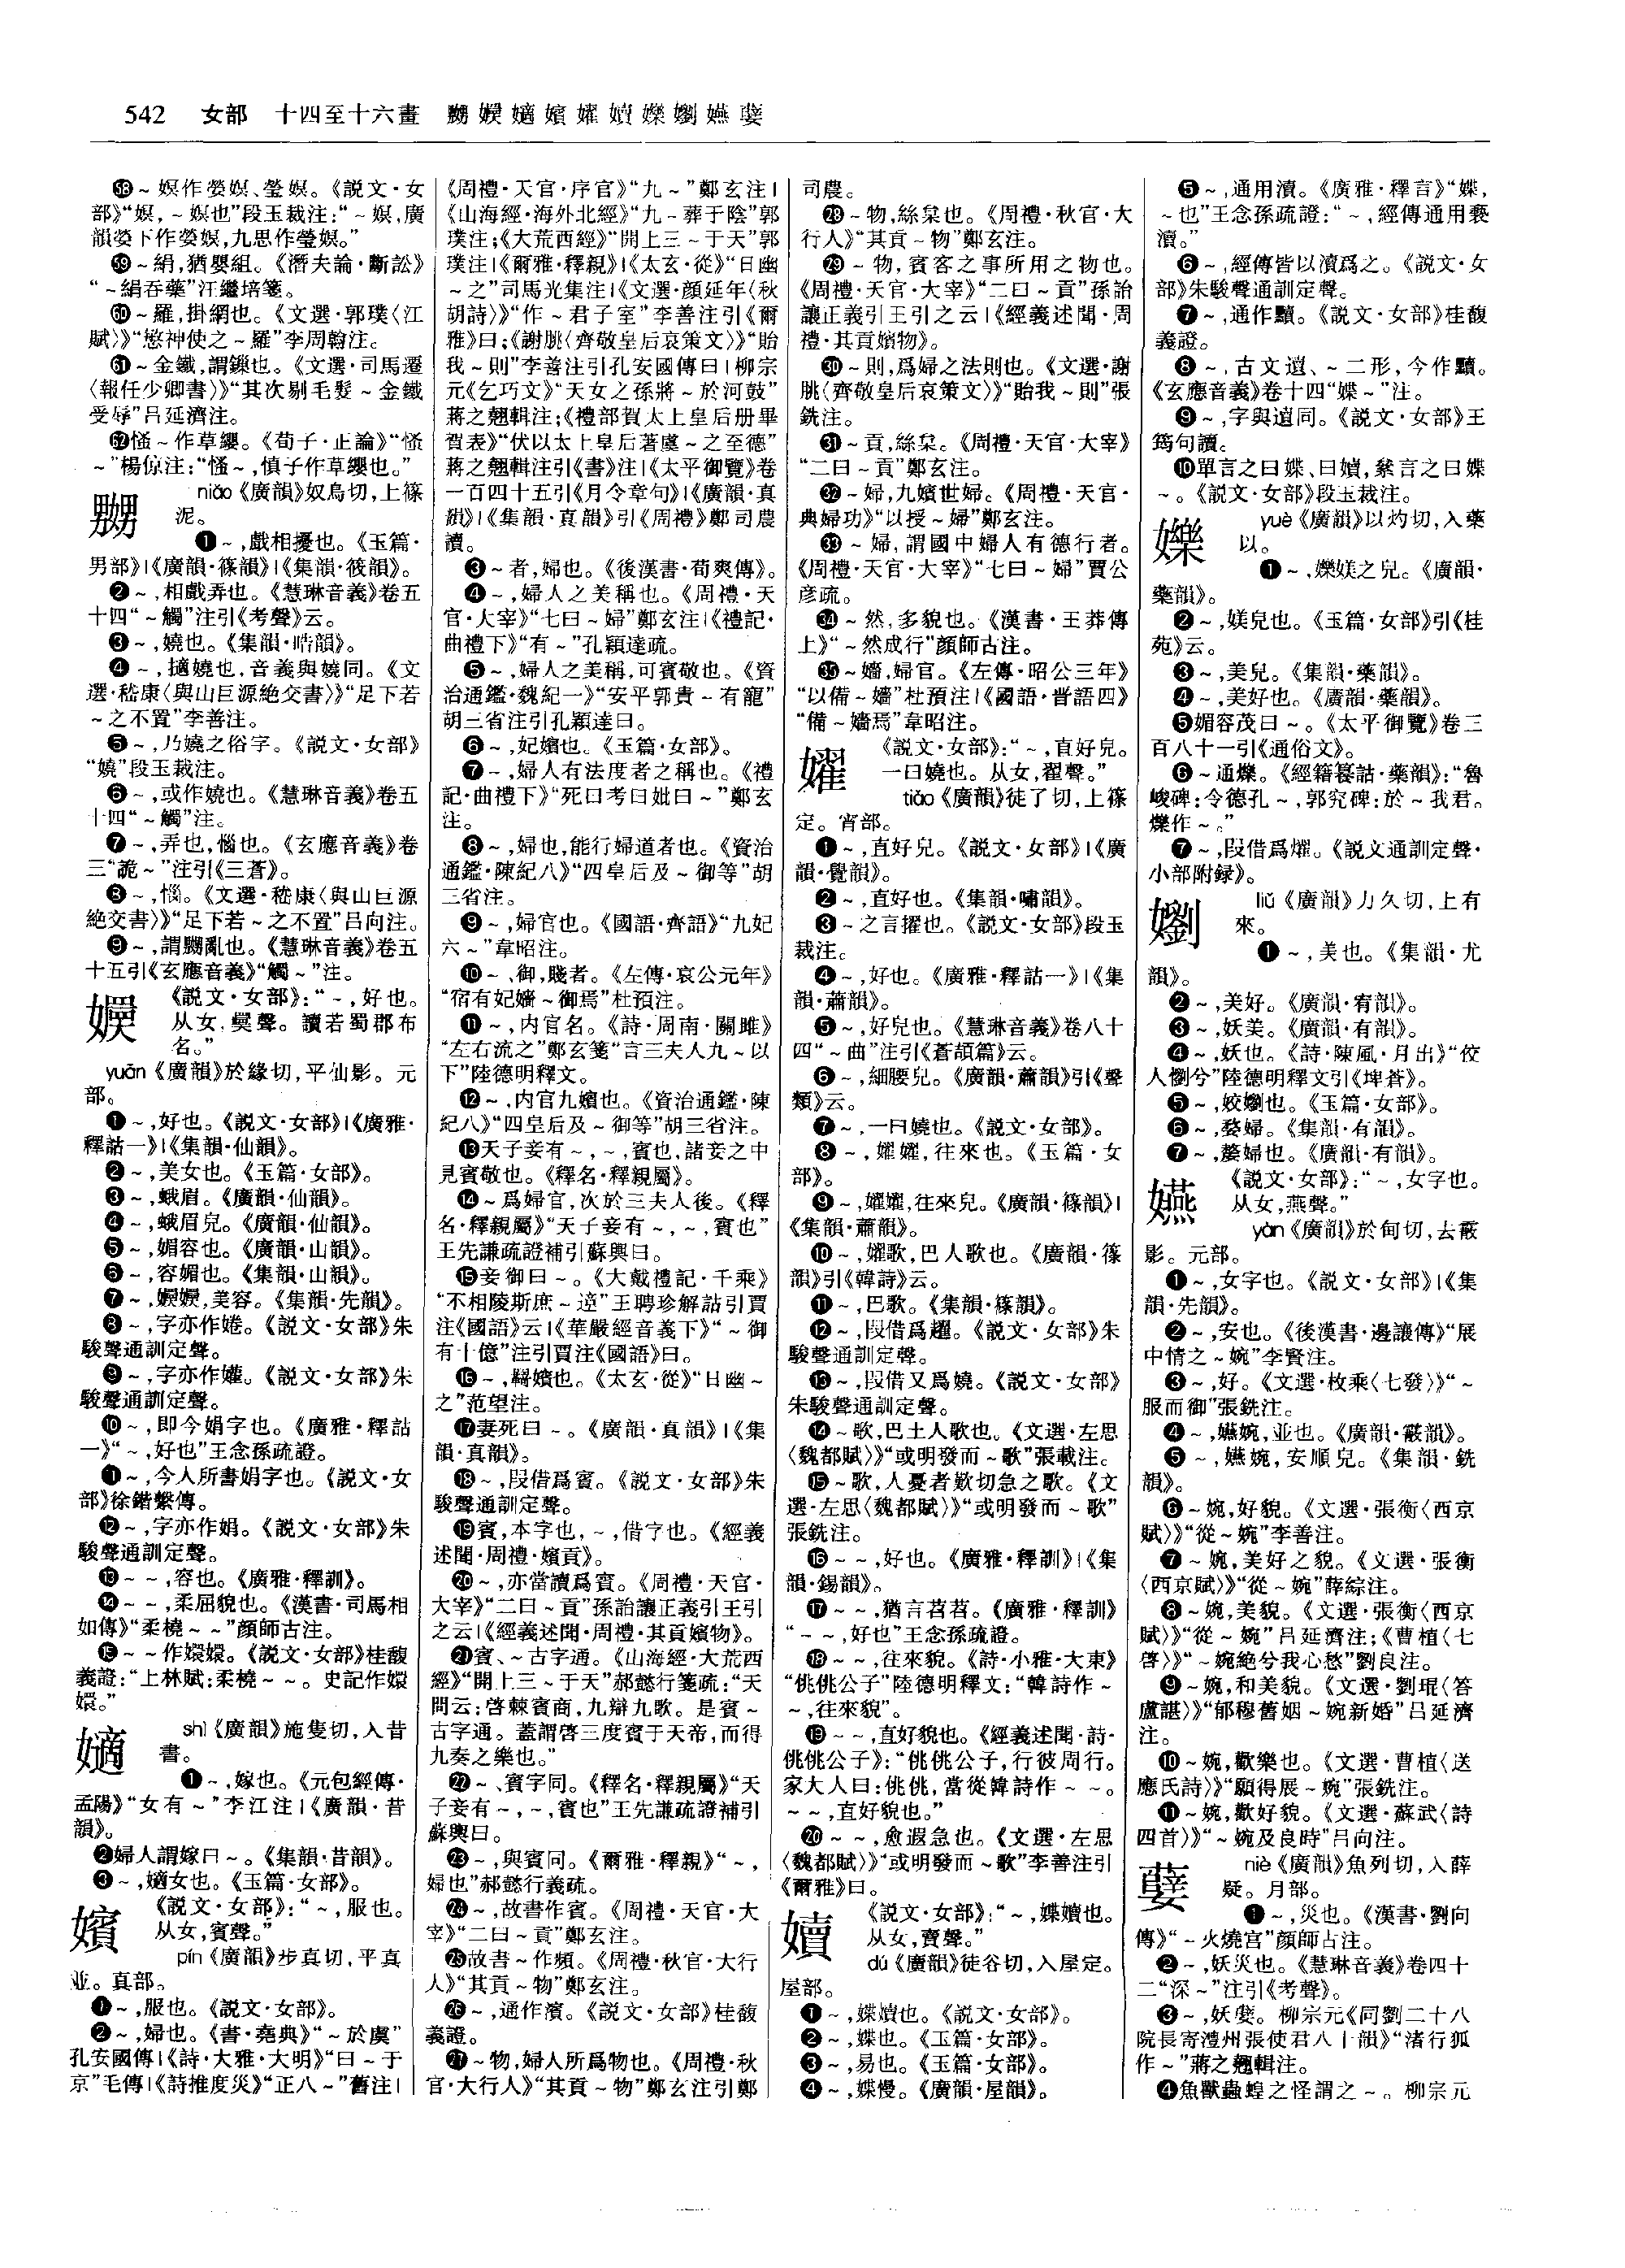 542 女部 十四至十六畫 嬲嬽嫡嬪嬥嬻嬫嬼嬿孽
58～娱作嫈娱、瑩娱。《説文·女
部》“娱，～娱也”段玉裁注：“～娱，廣
韻嫈下作嫈娱，九思作瑩娱。”
59～絹，猶嬰組。《潛夫論·斷訟》
“～絹吞藥”汪繼培箋。
60～羅，掛網也。《文選·郭璞〈江
賦〉》“愍神使之～羅”李周翰注。
61～金鐵，謂鏁也。《文選·司馬遷
〈報任少卿書〉》“其次剔毛髮～金鐵
受辱”吕延濟注。
62慅～作草纓。《荀子·正論》“慅
～”楊倞注：“慅～，慎子作草纓也。”
嬲 niǎo《廣韻》奴鳥切，上篠
泥。
❶～，戲相擾也。《玉篇·
男部》|《廣韻·篠韻》|《集韻·筱韻》。
❷～，相戲弄也。《慧琳音義》卷五
十四“～觸”注引《考聲》云。
❸～，嬈也。《集韻·晧韻》。
❹～，擿嬈也，音義與嬈同。《文
選·嵇康〈與山巨源絶交書〉》“足下若
～之不置”李善注。
❺～，乃嬈之俗字。《説文·女部》
“嬈”段玉裁注。
❻～，或作嬈也。《慧琳音義》卷五
十四“～觸”注。
❼～，弄也，惱也。《玄應音義》卷
三“詭～”注引《三蒼》。
❽～，惱。《文選·嵇康〈與山巨源
絶交書〉》“足下若～之不置”吕向注。
❾～，謂嬲亂也。《慧琳音義》卷五
十五引《玄應音義》“觸～”注。
嬽 《説文·女部》：“～，好也。
从女，㚔聲。讀若蜀郡布
名。”
yuān《廣韻》於緣切，平仙影。元
部。
❶～，好也。《説文·女部》|《廣雅·
釋詁一》|《集韻·仙韻》。
❷～，美女也。《玉篇·女部》。
❸～，蛾眉。《廣韻·仙韻》。
❹～，蛾眉皃。《廣韻·仙韻》。
❺～，媚容也。《廣韻·山韻》。
❻～，容媚也。《集韻·山韻》。
❼～，嬽嬽，美容。《集韻·先韻》。
❽～，字亦作婘。《説文·女部》朱
駿聲通訓定聲。
❾～，字亦作嬳。《説文·女部》朱
駿聲通訓定聲。
❿～，即今娟字也。《廣雅·釋詁
一》“～，好也”王念孫疏證。
⓫～，今人所書娟字也。《説文·女
部》徐鍇繫傳。
⓬～，字亦作娟。《説文·女部》朱
駿聲通訓定聲。
⓭～～，容也。《廣雅·釋訓》。
⓮～～，柔屈貌也。《漢書·司馬相
如傳》“柔橈～～”顔師古注。
⓯～～作嬛嬛。《説文·女部》桂馥
義證：“上林賦：柔橈～～。史記作嬛
嬛。”
嫡 shì《廣韻》施隻切，入昔
書。
❶～，嫁也。《元包經傳·
孟陽》“女有～”李江注|《廣韻·昔
韻》。
❷婦人謂嫁曰～。《集韻·昔韻》。
❸～，嫡女也。《玉篇·女部》。
嬪 《説文·女部》：“～，服也。
从女，賓聲。”
pín《廣韻》步真切，平真
並。真部。
❶～，服也。《説文·女部》。
❷～，婦也。《書·堯典》“～於虞”
孔安國傳|《詩·大雅·大明》“曰～于
京”毛傳|《詩推度災》“正八～”舊注|
《周禮·天官·序官》“九～”鄭玄注|
《山海經·海外北經》“九～葬于陰”郭
璞注；《大荒西經》“開上三～于天”郭
璞注|《爾雅·釋親》|《太玄·從》“日幽
～之”司馬光集注|《文選·顔延年〈秋
胡詩〉》“作～君子室”李善注引《爾
雅》曰；《謝朓〈齊敬皇后哀策文〉》“貽
我～則”李善注引孔安國傳曰|柳宗
元《乞巧文》“天女之孫將～於河鼓”
蔣之翹輯注；《禮部賀太上皇后册畢
賀表》“伏以太上皇后著虞～之至德”
蔣之翹輯注引《書》注|《太平御覽》卷
一百四十五引《月令章句》|《廣韻·真
韻》|《集韻·真韻》引《周禮》鄭司農
讀。
❸～者，婦也。《後漢書·荀爽傳》。
❹～，婦人之美稱也。《周禮·天
官·大宰》“七曰～婦”鄭玄注|《禮記·
曲禮下》“有～”孔穎達疏。
❺～，婦人之美稱，可賓敬也。《資
治通鑑·魏紀一》“安平郭貴～有寵”
胡三省注引孔穎達曰。
❻～，妃嬪也。《玉篇·女部》。
❼～，婦人有法度者之稱也。《禮
記·曲禮下》“死曰考曰妣曰～”鄭玄
注。
❽～，婦也，能行婦道者也。《資治
通鑑·陳紀八》“四皇后及～御等”胡
三省注。
❾～，婦官也。《國語·齊語》“九妃
六～”韋昭注。
❿～、御，賤者。《左傳·哀公元年》
“宿有妃嬙～御焉”杜預注。
⓫～，内官名。《詩·周南·關雎》
“左右流之”鄭玄箋“言三夫人九～以
下”陸德明釋文。
⓬～，内官九嬪也。《資治通鑑·陳
紀八》“四皇后及～御等”胡三省注。
⓭天子妾有～，～，賓也，諸妾之中
見賓敬也。《釋名·釋親屬》。
⓮～爲婦官，次於三夫人後。《釋
名·釋親屬》“天子妾有～，～，賓也”
王先謙疏證補引蘇輿曰。
⓯妾御曰～。《大戴禮記·千乘》
“不相陵斯庶～𨗊”王聘珍解詁引賈
注《國語》云|《華嚴經音義下》“～御
有十億”注引賈注《國語》曰。
⓰～，羇嬪也。《太玄·從》“日幽～
之”范望注。
⓱妻死曰～。《廣韻·真韻》|《集
韻·真韻》。
⓲～，叚借爲賓。《説文·女部》朱
駿聲通訓定聲。
⓳賓，本字也，～，借字也。《經義
述聞·周禮·嬪貢》。
⓴～，亦當讀爲賓。《周禮·天官·
大宰》“二曰～貢”孫詒讓正義引王引
之云|《經義述聞·周禮·其貢嬪物》。
21賓、～古字通。《山海經·大荒西
經》“開上三～于天”郝懿行箋疏：“天
問云：啓棘賓商，九辯九歌。是賓～
古字通。蓋謂啓三度賓于天帝，而得
九奏之樂也。”
22～、賓字同。《釋名·釋親屬》“天
子妾有～，～，賓也”王先謙疏證補引
蘇輿曰。
23～，與賓同。《爾雅·釋親》“～，
婦也”郝懿行義疏。
24～，故書作賓。《周禮·天官·大
宰》“二曰～貢”鄭玄注。
25故書～作頻。《周禮·秋官·大行
人》“其貢～物”鄭玄注。
26～，通作濱。《説文·女部》桂馥
義證。
27～物，婦人所爲物也。《周禮·秋
官·大行人》“其貢～物”鄭玄注引鄭
司農。
28～物，絲枲也。《周禮·秋官·大
行人》“其貢～物”鄭玄注。
29～物，賓客之事所用之物也。
《周禮·天官·大宰》“二曰～貢”孫詒
讓正義引王引之云|《經義述聞·周
禮·其貢嬪物》。
30～則，爲婦之法則也。《文選·謝
朓〈齊敬皇后哀策文〉》“貽我～則”張
銑注。
31～貢，絲枲。《周禮·天官·大宰》
“二曰～貢”鄭玄注。
32～婦，九嬪世婦。《周禮·天官·
典婦功》“以授～婦”鄭玄注。
33～婦，謂國中婦人有德行者。
《周禮·天官·大宰》“七曰～婦”賈公
彦疏。
34～然，多貌也。《漢書·王莽傳
上》“～然成行”顔師古注。
35～嬙，婦官。《左傳·昭公三年》
“以備～嬙”杜預注|《國語·晉語四》
“備～嬙焉”韋昭注。
嬥 《説文·女部》：“～，直好皃。
一曰嬈也。从女，翟聲。”
tiǎo《廣韻》徒了切，上篠
定。宵部。
❶～，直好皃。《説文·女部》|《廣
韻·覺韻》。
❷～，直好也。《集韻·嘯韻》。
❸～之言擢也。《説文·女部》段玉
裁注。
❹～，好也。《廣雅·釋詁一》|《集
韻·蕭韻》。
❺～，好皃也。《慧琳音義》卷八十
四“～曲”注引《蒼頡篇》云。
❻～，細腰皃。《廣韻·蕭韻》引《聲
類》云。
❼～，一曰嬈也。《説文·女部》。
❽～，嬥嬥，往來也。《玉篇·女
部》。
❾～，嬥嬥，往來皃。《廣韻·篠韻》|
《集韻·蕭韻》。
❿～，嬥歌，巴人歌也。《廣韻·篠
韻》引《韓詩》云。
⓫～，巴歌。《集韻·篠韻》。
⓬～，叚借爲趯。《説文·女部》朱
駿聲通訓定聲。
⓭～，叚借又爲嬈。《説文·女部》
朱駿聲通訓定聲。
⓮～歌，巴土人歌也。《文選·左思
〈魏都賦〉》“或明發而～歌”張載注。
⓯～歌，人憂者歎切急之歌。《文
選·左思〈魏都賦〉》“或明發而～歌”
張銑注。
⓰～～，好也。《廣雅·釋訓》|《集
韻·錫韻》。
⓱～～，猶言苕苕。《廣雅·釋訓》
“～～，好也”王念孫疏證。
⓲～～，往來貌。《詩·小雅·大東》
“佻佻公子”陸德明釋文：“韓詩作～
～，往來貌”。
⓳～～，直好貌也。《經義述聞·詩·
佻佻公子》：“佻佻公子，行彼周行。
家大人曰：佻佻，當從韓詩作～～。
～～，直好貌也。”
⓴～～，愈遐急也。《文選·左思
〈魏都賦〉》“或明發而～歌”李善注引
《爾雅》曰。
嬻 《説文·女部》：“～，媟嬻也。
从女，賣聲。”
dú《廣韻》徒谷切，入屋定。
屋部。
❶～，媟嬻也。《説文·女部》。
❷～，媟也。《玉篇·女部》。
❸～，易也。《玉篇·女部》。
❹～，媟慢。《廣韻·屋韻》。
❺～，通用瀆。《廣雅·釋言》“媟，
～也”王念孫疏證：“～，經傳通用褻
瀆。”
❻～，經傳皆以瀆爲之。《説文·女
部》朱駿聲通訓定聲。
❼～，通作黷。《説文·女部》桂馥
義證。
❽～，古文遺、～二形，今作黷。
《玄應音義》卷十四“媟～”注。
❾～，字與遺同。《説文·女部》王
筠句讀。
❿單言之曰媟、曰嬻，絫言之曰媟
～。《説文·女部》段玉裁注。
嬫 yuè《廣韻》以灼切，入藥
以。
❶～，嬫媄之皃。《廣韻·
藥韻》。
❷～，媄皃也。《玉篇·女部》引《桂
苑》云。
❸～，美皃。《集韻·藥韻》。
❹～，美好也。《廣韻·藥韻》。
❺媚容茂曰～。《太平御覽》卷三
百八十一引《通俗文》。
❻～通爍。《經籍籑詁·藥韻》：“魯
峻碑：令德孔～，郭究碑：於～我君。
爍作～。”
❼～，叚借爲燿。《説文通訓定聲·
小部附録》。
嬼 liǔ《廣韻》力久切，上有
來。
❶～，美也。《集韻·尤
韻》。
❷～，美好。《廣韻·宥韻》。
❸～，妖美。《廣韻·有韻》。
❹～，妖也。《詩·陳風·月出》“佼
人懰兮”陸德明釋文引《埤蒼》。
❺～，姣嬼也。《玉篇·女部》。
❻～，嫠婦。《集韻·有韻》。
❼～，嫠婦也。《廣韻·有韻》。
嬿 《説文·女部》：“～，女字也。
从女，燕聲。”
yàn《廣韻》於甸切，去霰
影。元部。
❶～，女字也。《説文·女部》|《集
韻·先韻》。
❷～，安也。《後漢書·邊讓傳》“展
中情之～婉”李賢注。
❸～，好。《文選·枚乘〈七發〉》“～
服而御”張銑注。
❹～，嬿婉，並也。《廣韻·霰韻》。
❺～，嬿婉，安順皃。《集韻·銑
韻》。
❻～婉，好貌。《文選·張衡〈西京
賦〉》“從～婉”李善注。
❼～婉，美好之貌。《文選·張衡
〈西京賦〉》“從～婉”薛綜注。
❽～婉，美貌。《文選·張衡〈西京
賦〉》“從～婉”吕延濟注；《曹植〈七
啓〉》“～婉絶兮我心愁”劉良注。
❾～婉，和美貌。《文選·劉琨〈答
盧諶〉》“郁穆舊姻～婉新婚”吕延濟
注。
❿～婉，歡樂也。《文選·曹植〈送
應氏詩〉》“願得展～婉”張銑注。
⓫～婉，歡好貌。《文選·蘇武〈詩
四首〉》“～婉及良時”吕向注。
孽 niè《廣韻》魚列切，入薛
疑。月部。
❶～，災也。《漢書·劉向
傳》“～火燒宫”顔師古注。
❷～，妖災也。《慧琳音義》卷四十
二“深～”注引《考聲》。
❸～，妖嬖。柳宗元《同劉二十八
院長寄澧州張使君八十韻》“渚行狐
作～”蔣之翹輯注。
❹魚獸蟲蝗之怪謂之～。柳宗元